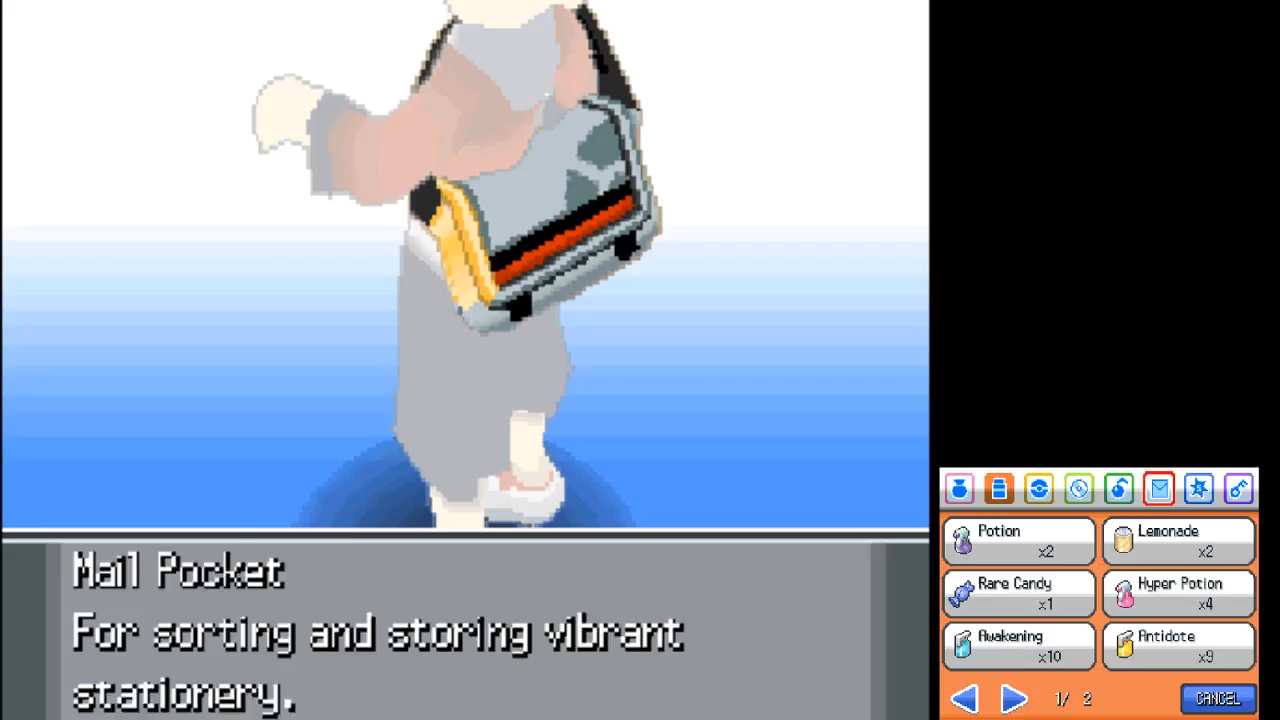 Mail Pocket
For sorting and storing vibrant
stationery.
Potion
x2
Lemonade
x2
Rare Candy
x1
Hyper Potion
x4
Awakening
x10
Antidote
x9
1/ 2
CANCEL